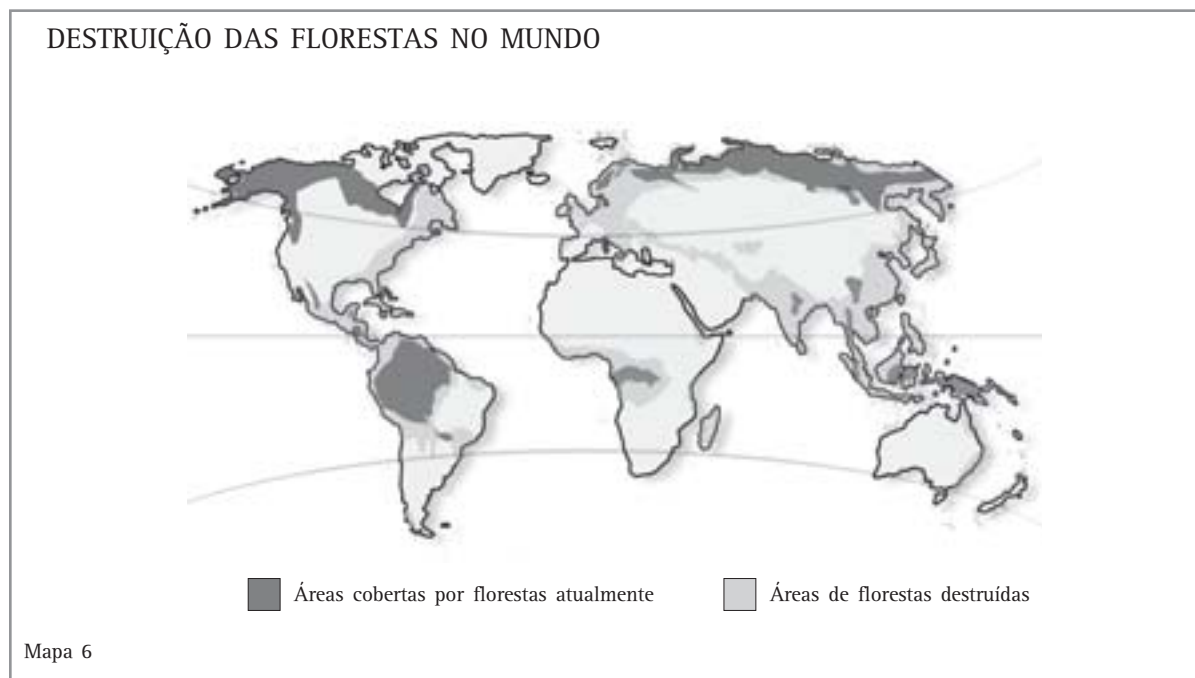 DESTRUIÇÃO DAS FLORESTAS NO MUNDO
Áreas cobertas por florestas atualmente
Áreas de florestas destruídas
Mapa 6